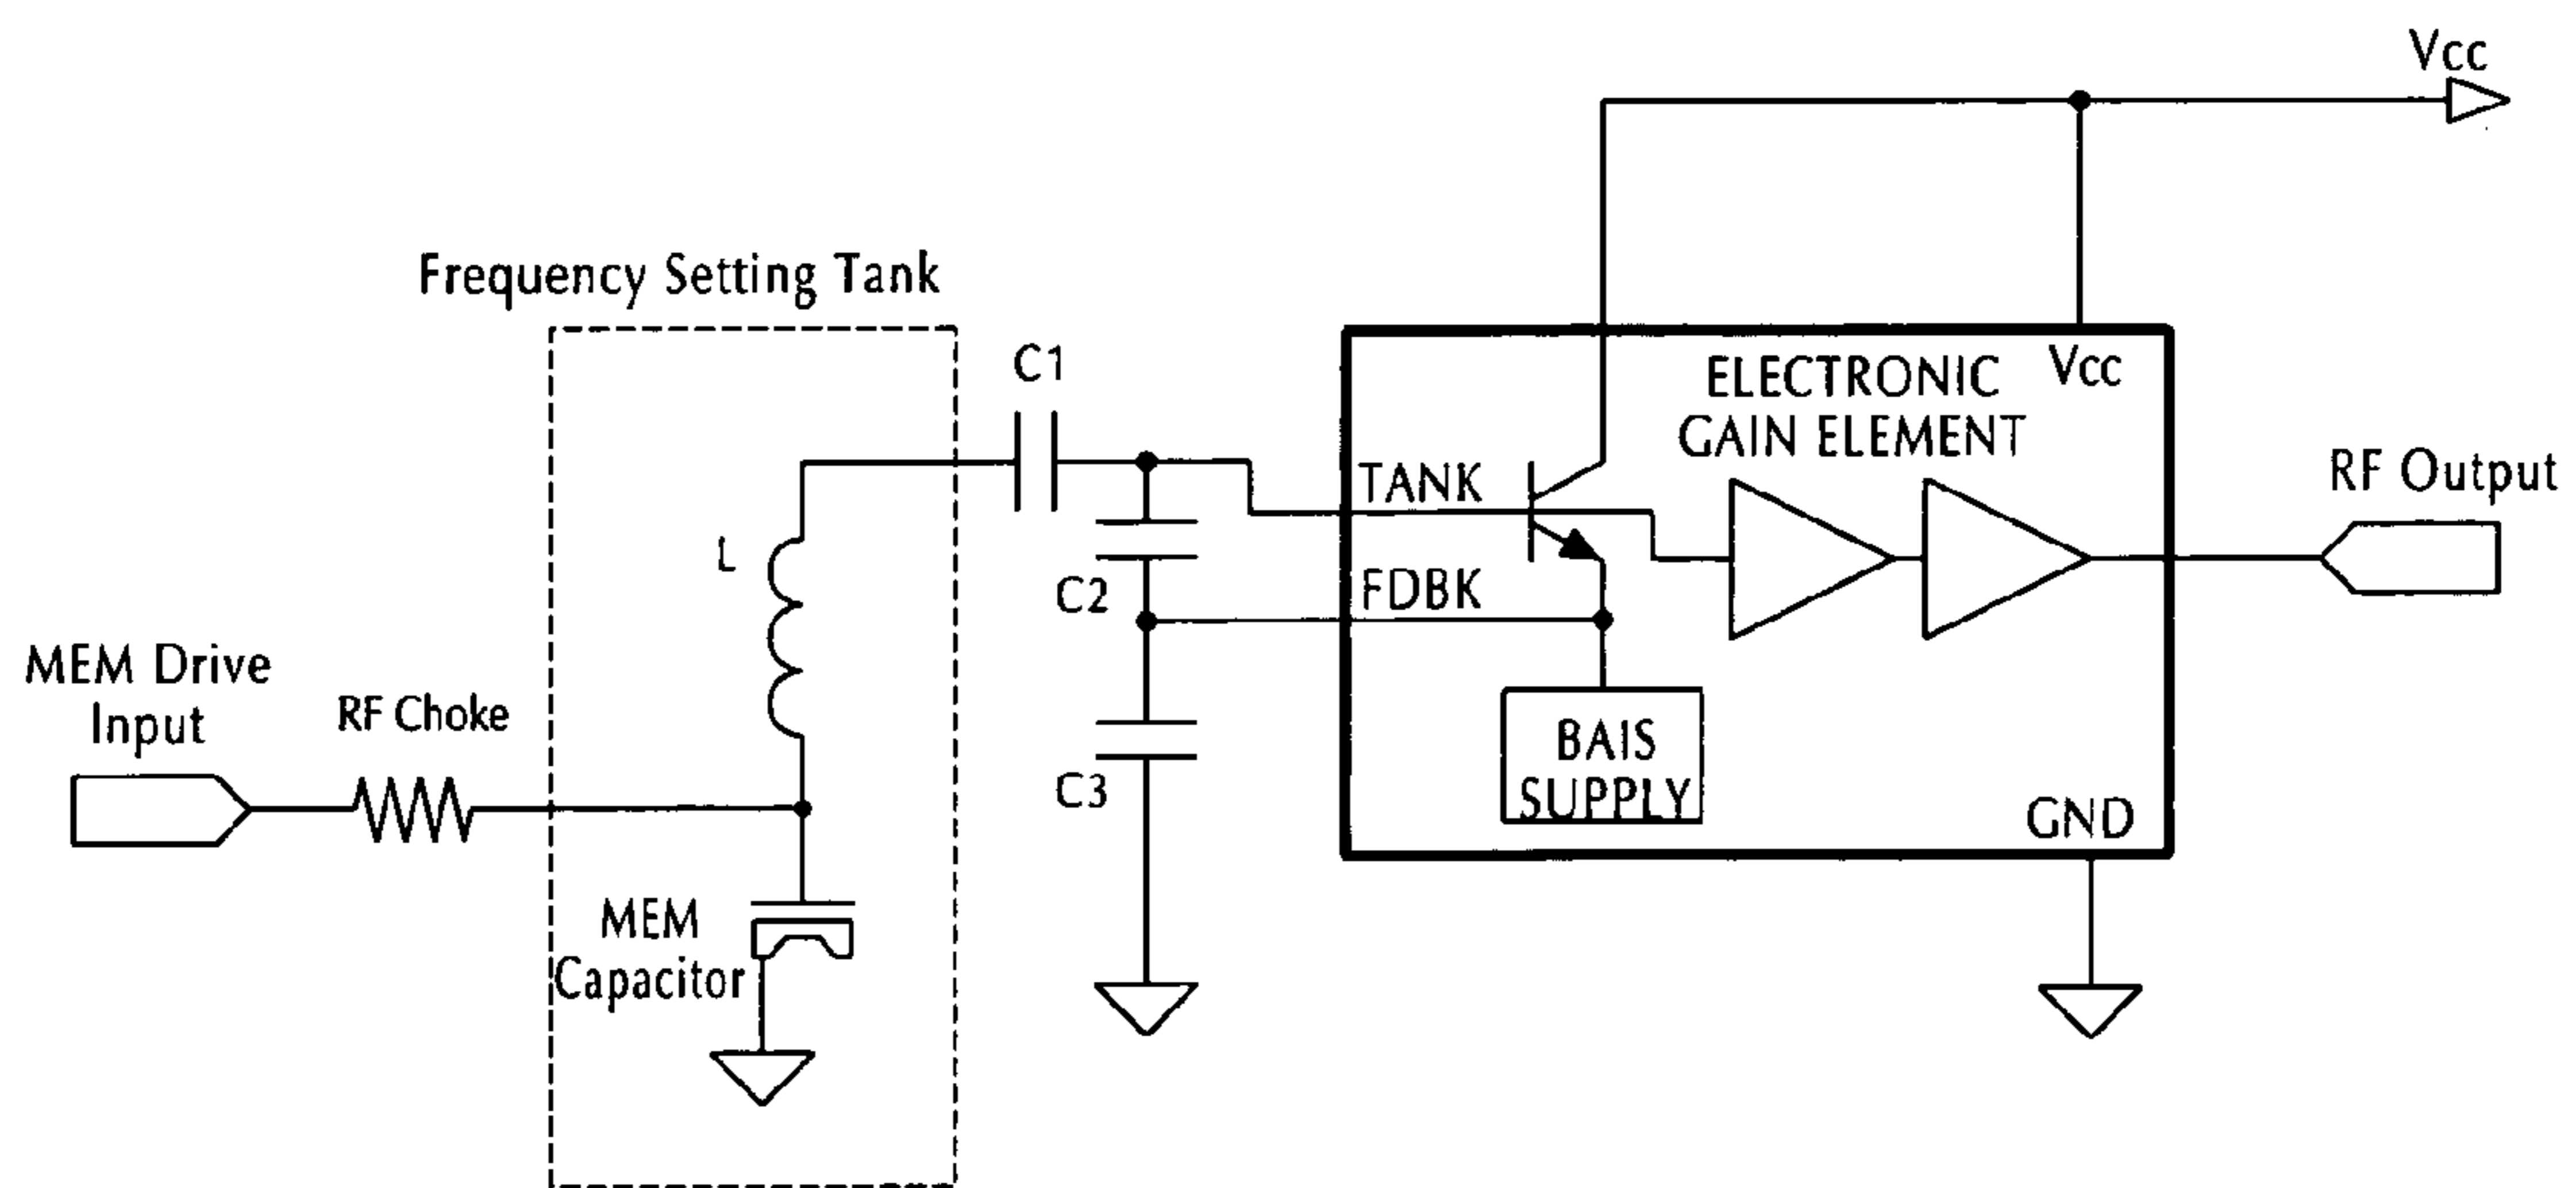 Vcc
Frequency Setting Tank
C1
ELECTRONIC
GAIN ELEMENT
Vcc
TANK
RF Output
L
C2
FDBK
MEM Drive
Input
RF Choke
BAIS
SUPPLY
C3
GND
MEM
Capacitor